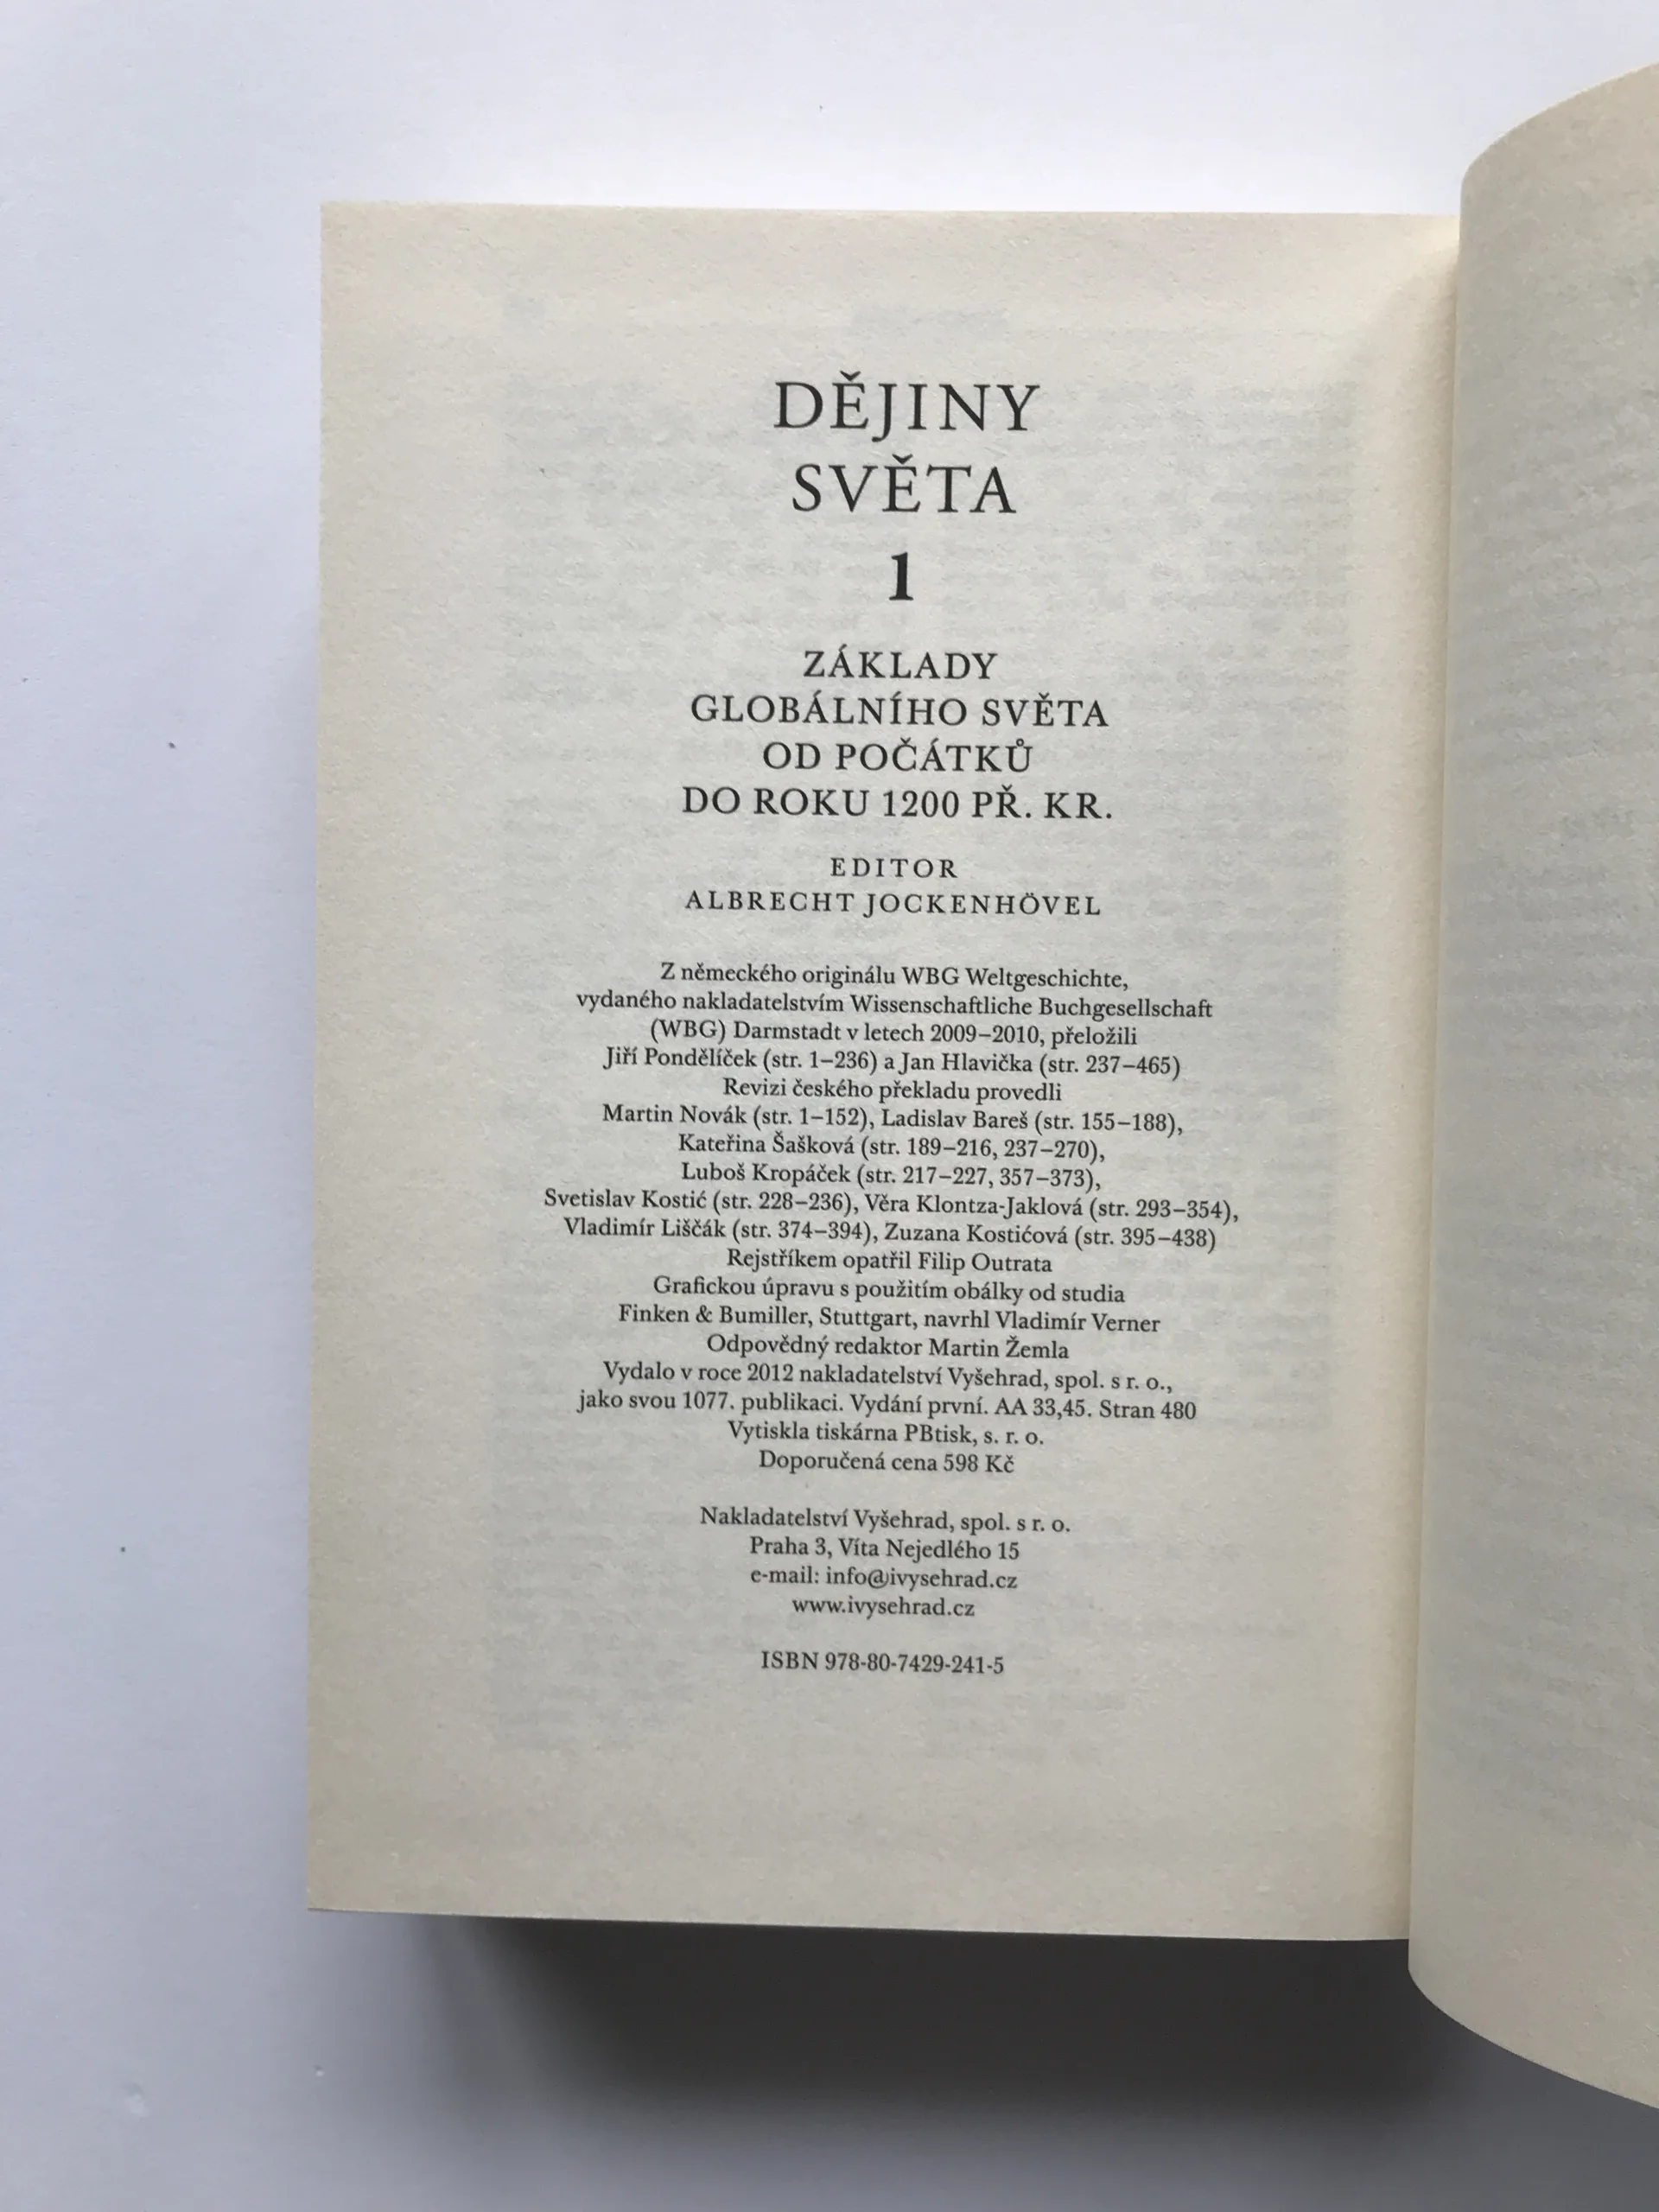 DĚJINY
SVĚTA
1
ZÁKLADY
GLOBÁLNÍHO SVĚTA
OD POČÁTKŮ
DO ROKU 1200 PŘ. KR.
EDITOR
ALBRECHT JOCKENHÖVEL
Z německého originálu WBG Weltgeschichte,
vydaného nakladatelstvím Wissenschaftliche Buchgesellschaft
(WBG) Darmstadt v letech 2009–2010, přeložili
Jiří Pondělíček (str. 1–236) a Jan Hlavička (str. 237–465)
Revizi českého překladu provedli
Martin Novák (str. 1–152), Ladislav Bareš (str. 155–188),
Kateřina Šašková (str. 189–216, 237–270),
Luboš Kropáček (str. 217–227, 357–373),
Svetislav Kostić (str. 228–236), Věra Klontza-Jaklová (str. 293–354),
Vladimír Liščák (str. 374–394), Zuzana Kostićová (str. 395–438)
Rejstříkem opatřil Filip Outrata
Grafickou úpravu s použitím obálky od studia
Finken & Bumiller, Stuttgart, navrhl Vladimír Verner
Odpovědný redaktor Martin Žemla
Vydalo v roce 2012 nakladatelství Vyšehrad, spol. s r. o.,
jako svou 1077. publikaci. Vydání první. AA 33,45. Stran 480
Vytiskla tiskárna PBtisk, s. r. o.
Doporučená cena 598 Kč
Nakladatelství Vyšehrad, spol. s r. o.
Praha 3, Víta Nejedlého 15
e-mail: info@ivysehrad.cz
www.ivysehrad.cz
ISBN 978-80-7429-241-5